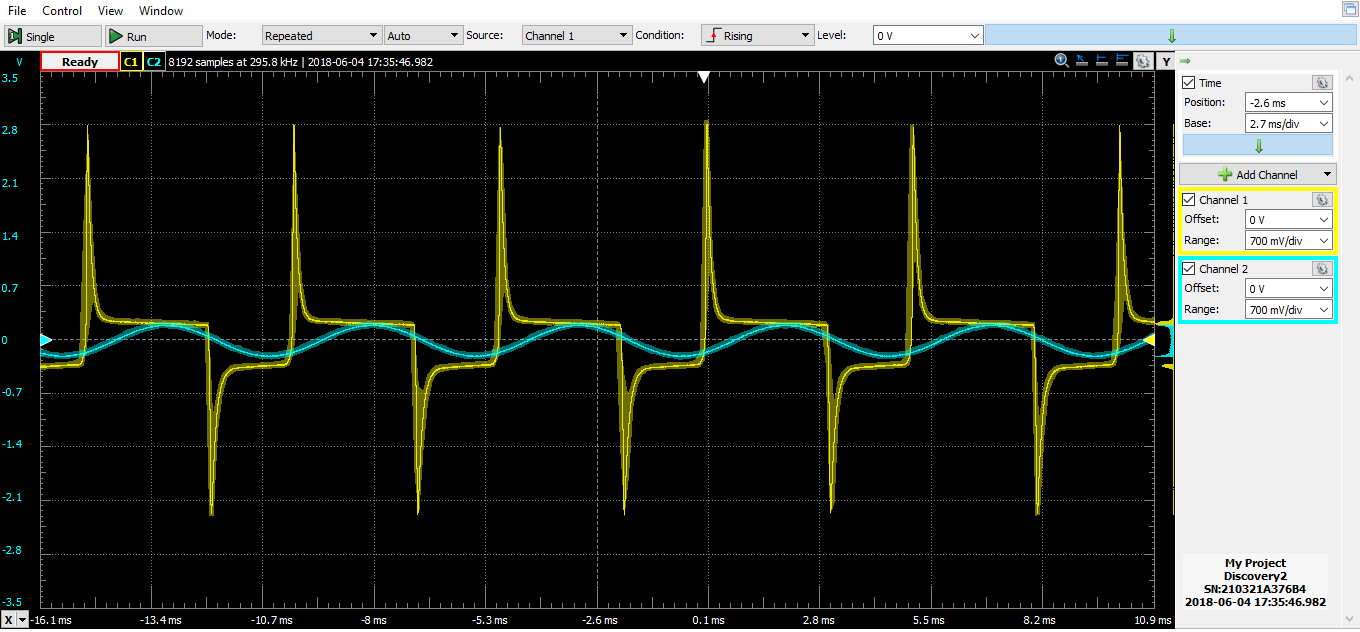 File Control View Window
Single Run Mode: Repeated Auto Source: Channel 1 Condition: Rising Level: 0 V
V Ready C1 C2 8192 samples at 295.8 kHz | 2018-06-04 17:35:46.982 Y
3.5
2.8
2.1
1.4
0.7
0
-0.7
-1.4
-2.1
-2.8
-3.5
X -16.1 ms -13.4 ms -10.7 ms -8 ms -5.3 ms -2.6 ms 0.1 ms 2.8 ms 5.5 ms 8.2 ms 10.9 ms
Time
Position: -2.6 ms
Base: 2.7 ms/div
Add Channel
Channel 1
Offset: 0 V
Range: 700 mV/div
Channel 2
Offset: 0 V
Range: 700 mV/div
My Project
Discovery2
SN:210321A376B4
2018-06-04 17:35:46.982